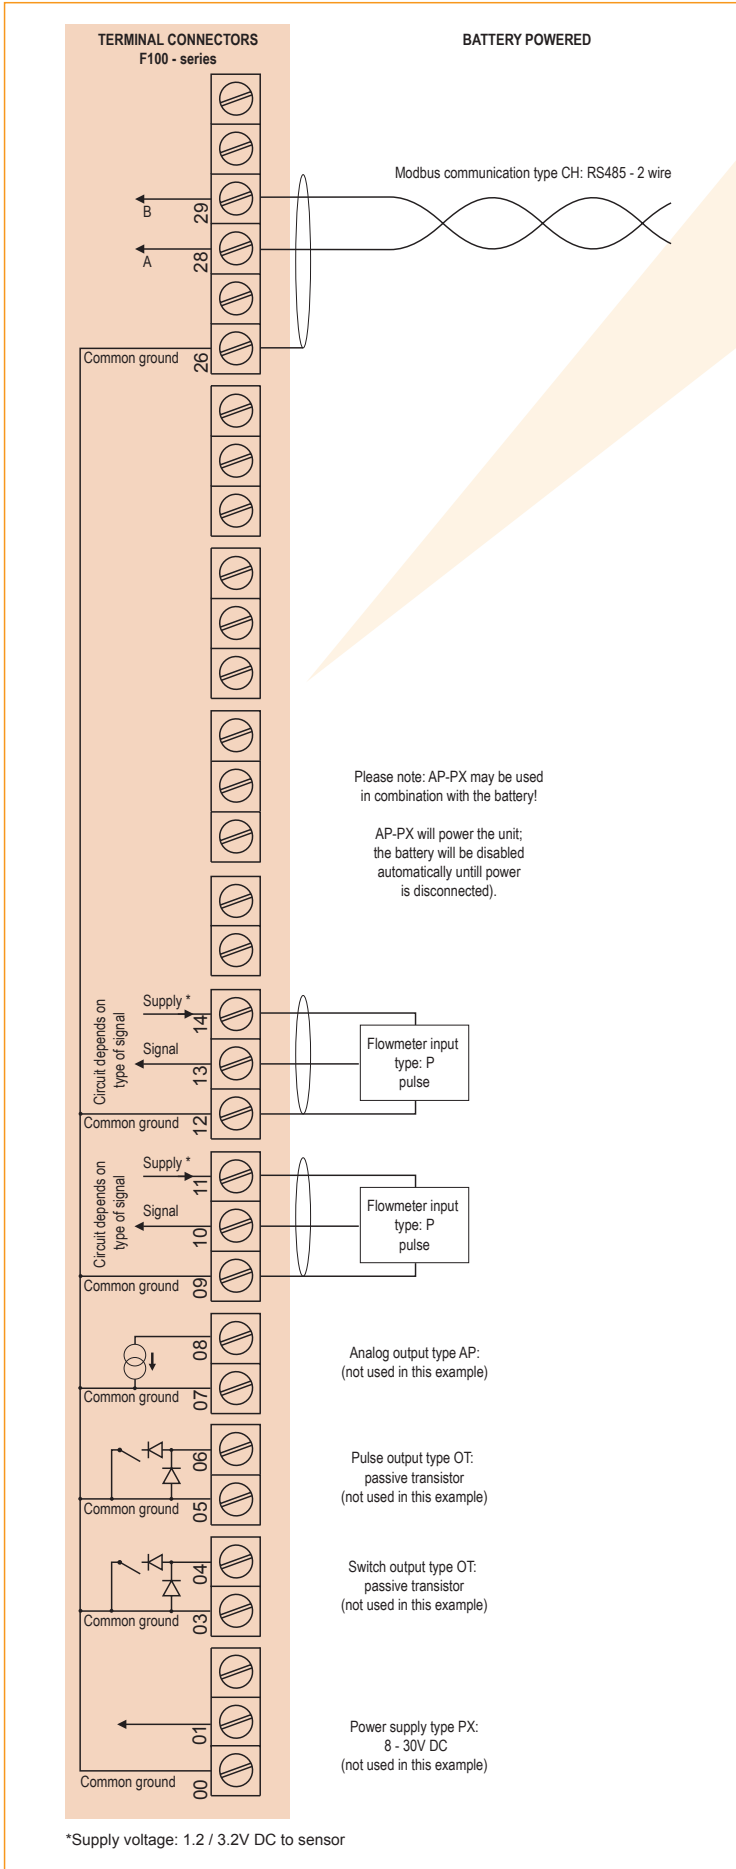 TERMINAL CONNECTORS
F100 - series
BATTERY POWERED
Modbus communication type CH: RS485 - 2 wire
B
29
A
28
Common ground
26
Please note: AP-PX may be used
in combination with the battery!
AP-PX will power the unit;
the battery will be disabled
automatically untill power
is disconnected).
Circuit depends on
type of signal
Supply *
14
Signal
13
Common ground
12
Flowmeter input
type: P
pulse
Circuit depends on
type of signal
Supply *
11
Signal
10
Common ground
09
Flowmeter input
type: P
pulse
08
Common ground
07
Analog output type AP:
(not used in this example)
06
Common ground
05
Pulse output type OT:
passive transistor
(not used in this example)
04
Common ground
03
Switch output type OT:
passive transistor
(not used in this example)
01
Common ground
00
Power supply type PX:
8 - 30V DC
(not used in this example)
*Supply voltage: 1.2 / 3.2V DC to sensor